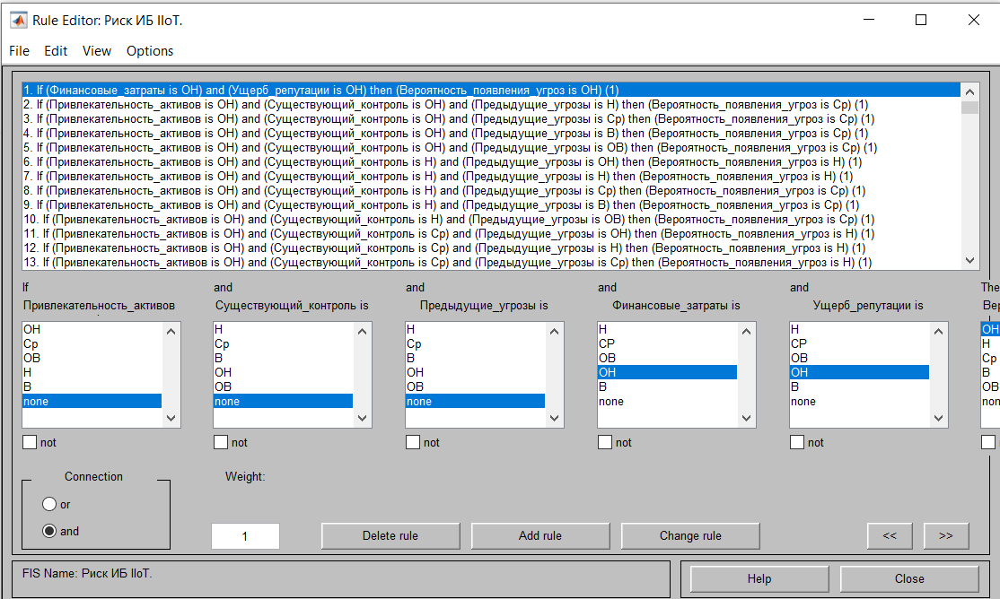 Rule Editor: Риск ИБ IIoT.
File Edit View Options
1. If (Финансовые_затраты is ОН) and (Ущерб_репутации is ОН) then (Вероятность_появления_угроз is ОН) (1)
2. If (Привлекательность_активов is ОН) and (Существующий_контроль is ОН) and (Предыдущие_угрозы is Н) then (Вероятность_появления_угроз is Ср) (1)
3. If (Привлекательность_активов is ОН) and (Существующий_контроль is ОН) and (Предыдущие_угрозы is Ср) then (Вероятность_появления_угроз is Ср) (1)
4. If (Привлекательность_активов is ОН) and (Существующий_контроль is ОН) and (Предыдущие_угрозы is В) then (Вероятность_появления_угроз is Ср) (1)
5. If (Привлекательность_активов is ОН) and (Существующий_контроль is ОН) and (Предыдущие_угрозы is ОВ) then (Вероятность_появления_угроз is Ср) (1)
6. If (Привлекательность_активов is ОН) and (Существующий_контроль is Н) and (Предыдущие_угрозы is ОН) then (Вероятность_появления_угроз is Н) (1)
7. If (Привлекательность_активов is ОН) and (Существующий_контроль is Н) and (Предыдущие_угрозы is Н) then (Вероятность_появления_угроз is Н) (1)
8. If (Привлекательность_активов is ОН) and (Существующий_контроль is Н) and (Предыдущие_угрозы is Ср) then (Вероятность_появления_угроз is Ср) (1)
9. If (Привлекательность_активов is ОН) and (Существующий_контроль is Н) and (Предыдущие_угрозы is В) then (Вероятность_появления_угроз is Ср) (1)
10. If (Привлекательность_активов is ОН) and (Существующий_контроль is Н) and (Предыдущие_угрозы is ОВ) then (Вероятность_появления_угроз is Ср) (1)
11. If (Привлекательность_активов is ОН) and (Существующий_контроль is Ср) and (Предыдущие_угрозы is ОН) then (Вероятность_появления_угроз is Н) (1)
12. If (Привлекательность_активов is ОН) and (Существующий_контроль is Ср) and (Предыдущие_угрозы is Н) then (Вероятность_появления_угроз is Н) (1)
13. If (Привлекательность_активов is ОН) and (Существующий_контроль is Ср) and (Предыдущие_угрозы is Ср) then (Вероятность_появления_угроз is Н) (1)
If and and and and The
Привлекательность_активов Существующий_контроль is Предыдущие_угрозы is Финансовые_затраты is Ущерб_репутации is Вер
ОН Н Н Н Н ОН
Ср Ср Ср СР СР Н
ОВ В В ОВ ОВ Ср
Н ОН ОН ОН ОН В
В ОВ ОВ В В ОВ
none none none none none non
not not not not not
Connection Weight:
or
and
1 Delete rule Add rule Change rule << >>
FIS Name: Риск ИБ IIoT. Help Close